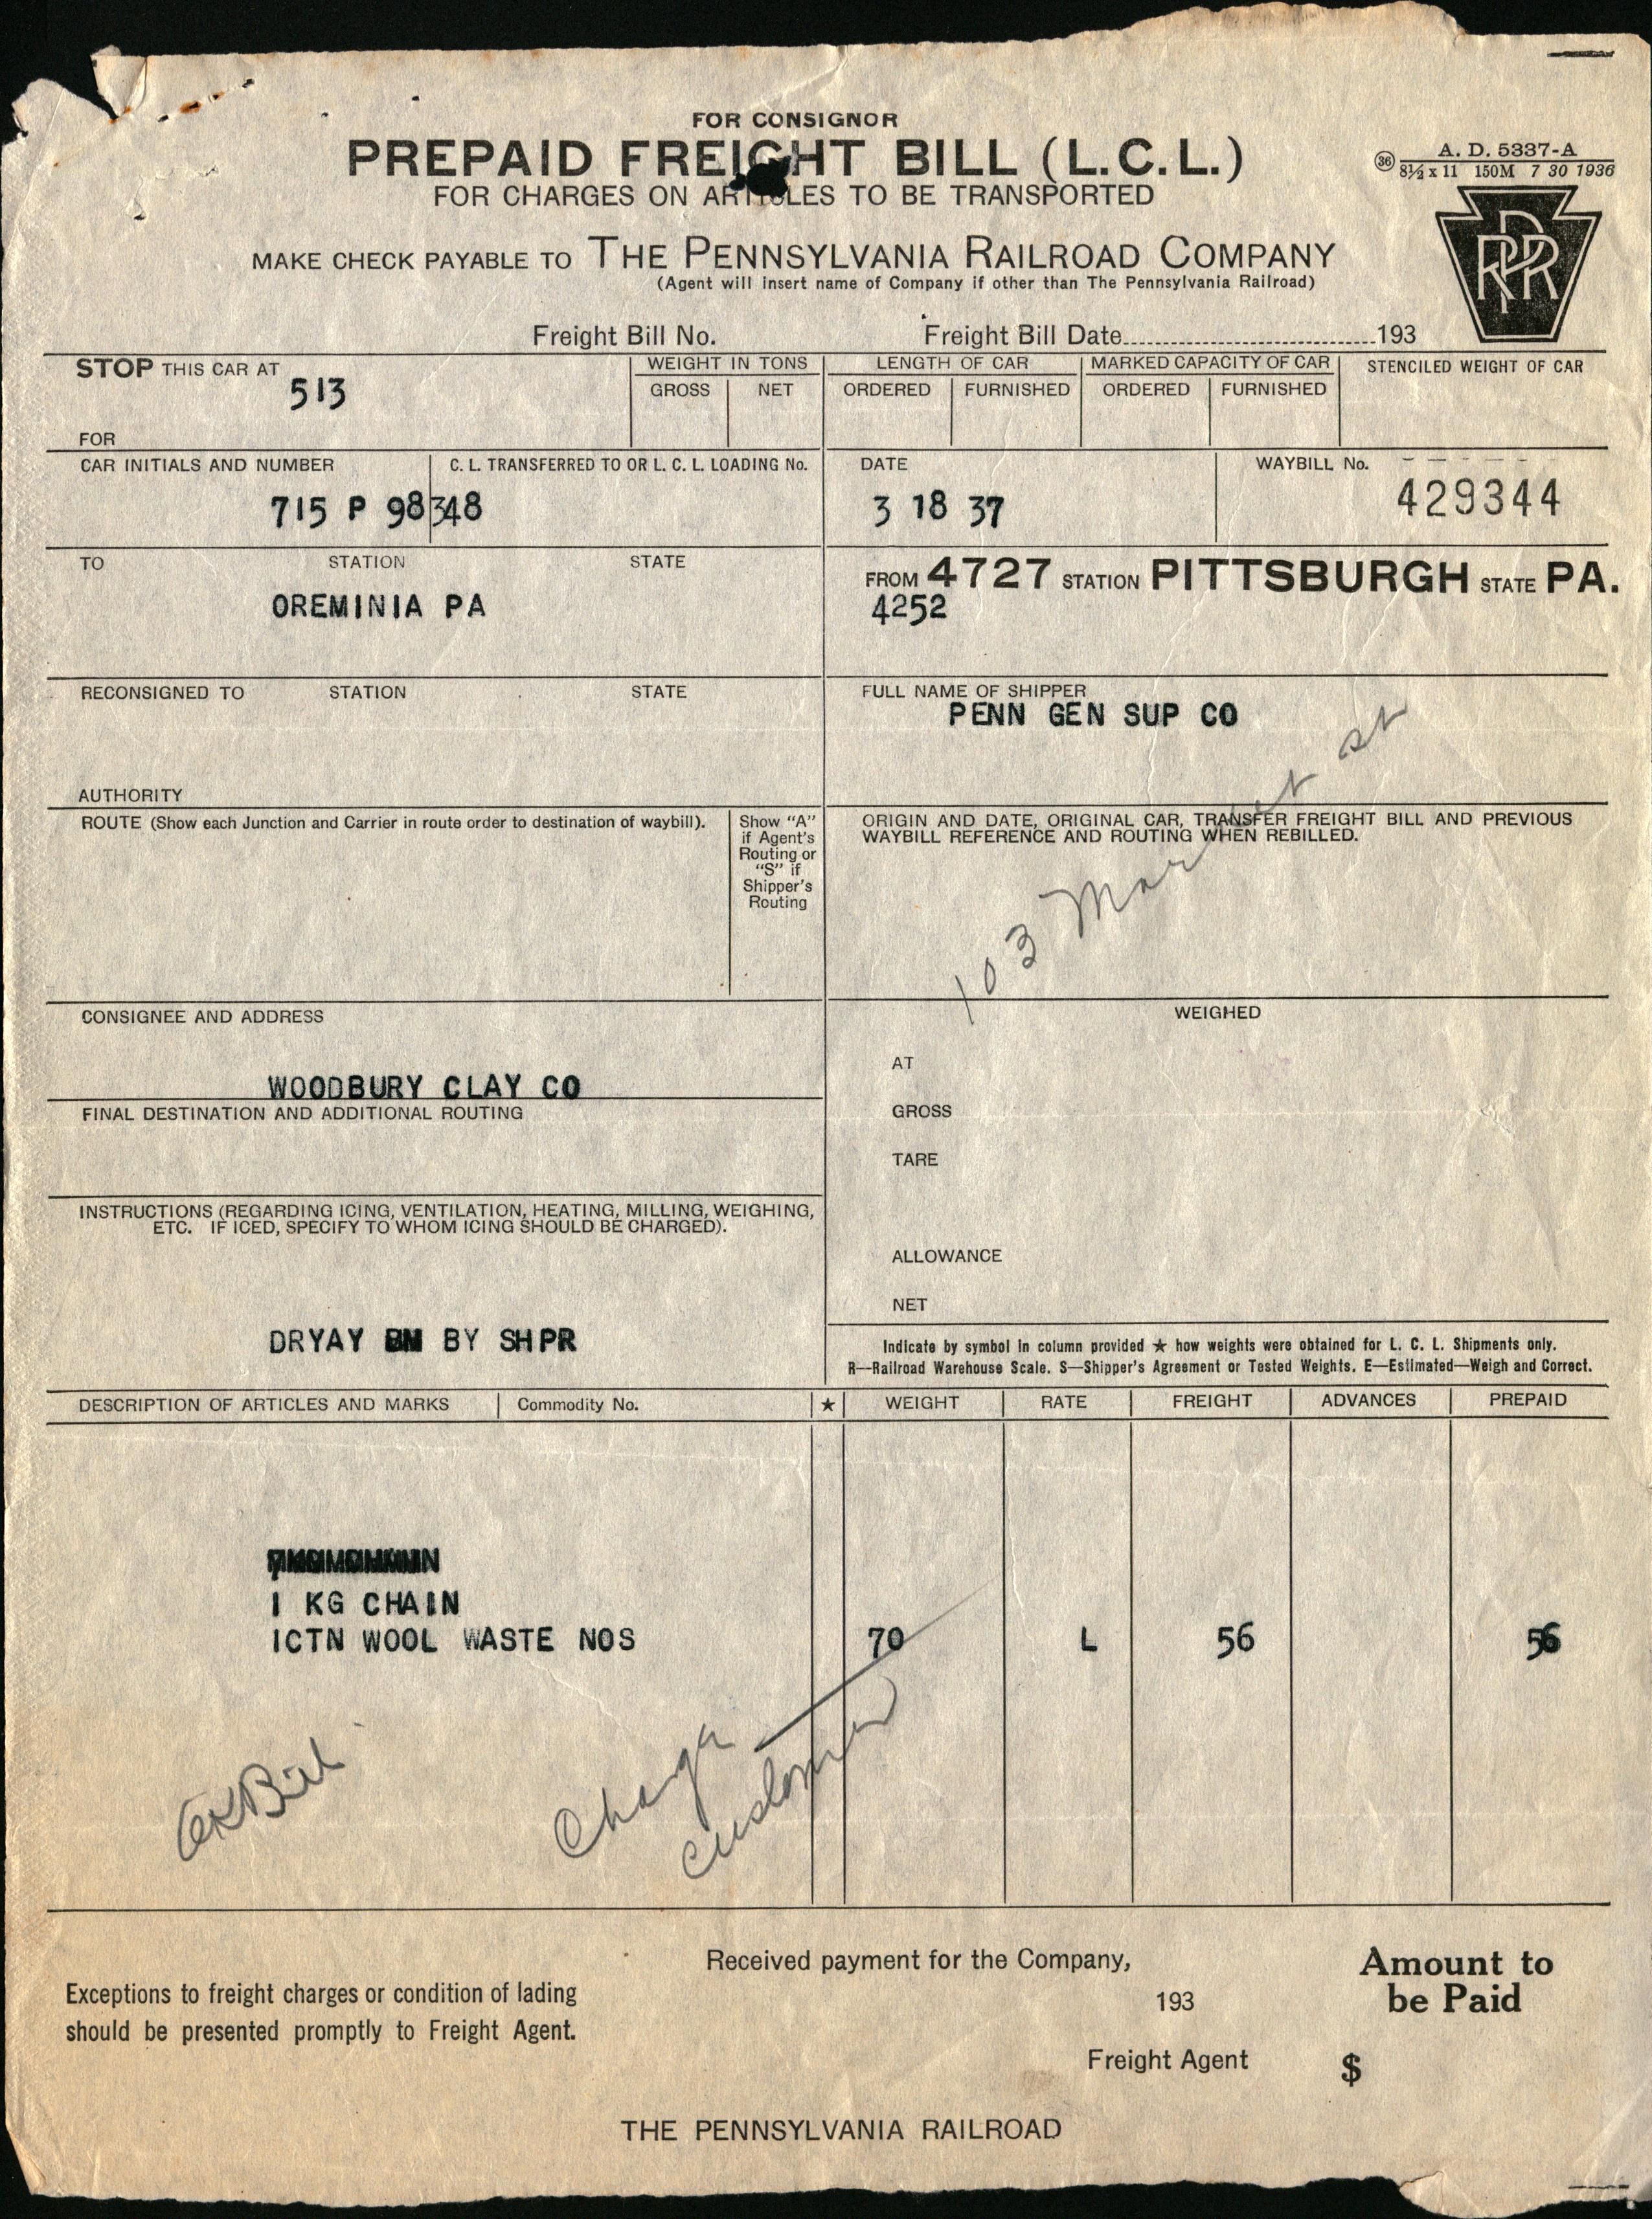 FOR CONSIGNOR
PREPAID FREIGHT BILL (L.C.L.)
FOR CHARGES ON ARTICLES TO BE TRANSPORTED
MAKE CHECK PAYABLE TO THE PENNSYLVANIA RAILROAD COMPANY
(Agent will insert name of Company if other than The Pennsylvania Railroad)
36 A. D. 5337-A
8½ x 11 150M 7 30 1936
PRR
Freight Bill No. Freight Bill Date 193
STOP THIS CAR AT
513
FOR
WEIGHT IN TONS
GROSS NET
LENGTH OF CAR
ORDERED FURNISHED
MARKED CAPACITY OF CAR
ORDERED FURNISHED
STENCILED WEIGHT OF CAR
CAR INITIALS AND NUMBER C. L. TRANSFERRED TO OR L. C. L. LOADING No.
715 P 98348
DATE
3 18 37
WAYBILL No.
429344
TO STATION STATE
OREMINIA PA
FROM 4727 STATION PITTSBURGH STATE PA.
4252
RECONSIGNED TO STATION STATE
AUTHORITY
FULL NAME OF SHIPPER
PENN GEN SUP CO
103 Market st
ROUTE (Show each Junction and Carrier in route order to destination of waybill).
Show "A"
if Agent's
Routing or
"S" if
Shipper's
Routing
ORIGIN AND DATE, ORIGINAL CAR, TRANSFER FREIGHT BILL AND PREVIOUS
WAYBILL REFERENCE AND ROUTING WHEN REBILLED.
CONSIGNEE AND ADDRESS
WOODBURY CLAY CO
FINAL DESTINATION AND ADDITIONAL ROUTING
INSTRUCTIONS (REGARDING ICING, VENTILATION, HEATING, MILLING, WEIGHING,
ETC. IF ICED, SPECIFY TO WHOM ICING SHOULD BE CHARGED).
DRYAY BY SHPR
WEIGHED
AT
GROSS
TARE
ALLOWANCE
NET
Indicate by symbol in column provided ★ how weights were obtained for L. C. L. Shipments only.
R—Railroad Warehouse Scale. S—Shipper's Agreement or Tested Weights. E—Estimated—Weigh and Correct.
DESCRIPTION OF ARTICLES AND MARKS Commodity No. ★ WEIGHT RATE FREIGHT ADVANCES PREPAID
1 KG CHAIN
1CTN WOOL WASTE NOS 70 L 56 56
OK Bill
Charge
customer
Exceptions to freight charges or condition of lading
should be presented promptly to Freight Agent.
Received payment for the Company,
193
Freight Agent
Amount to
be Paid
$
THE PENNSYLVANIA RAILROAD